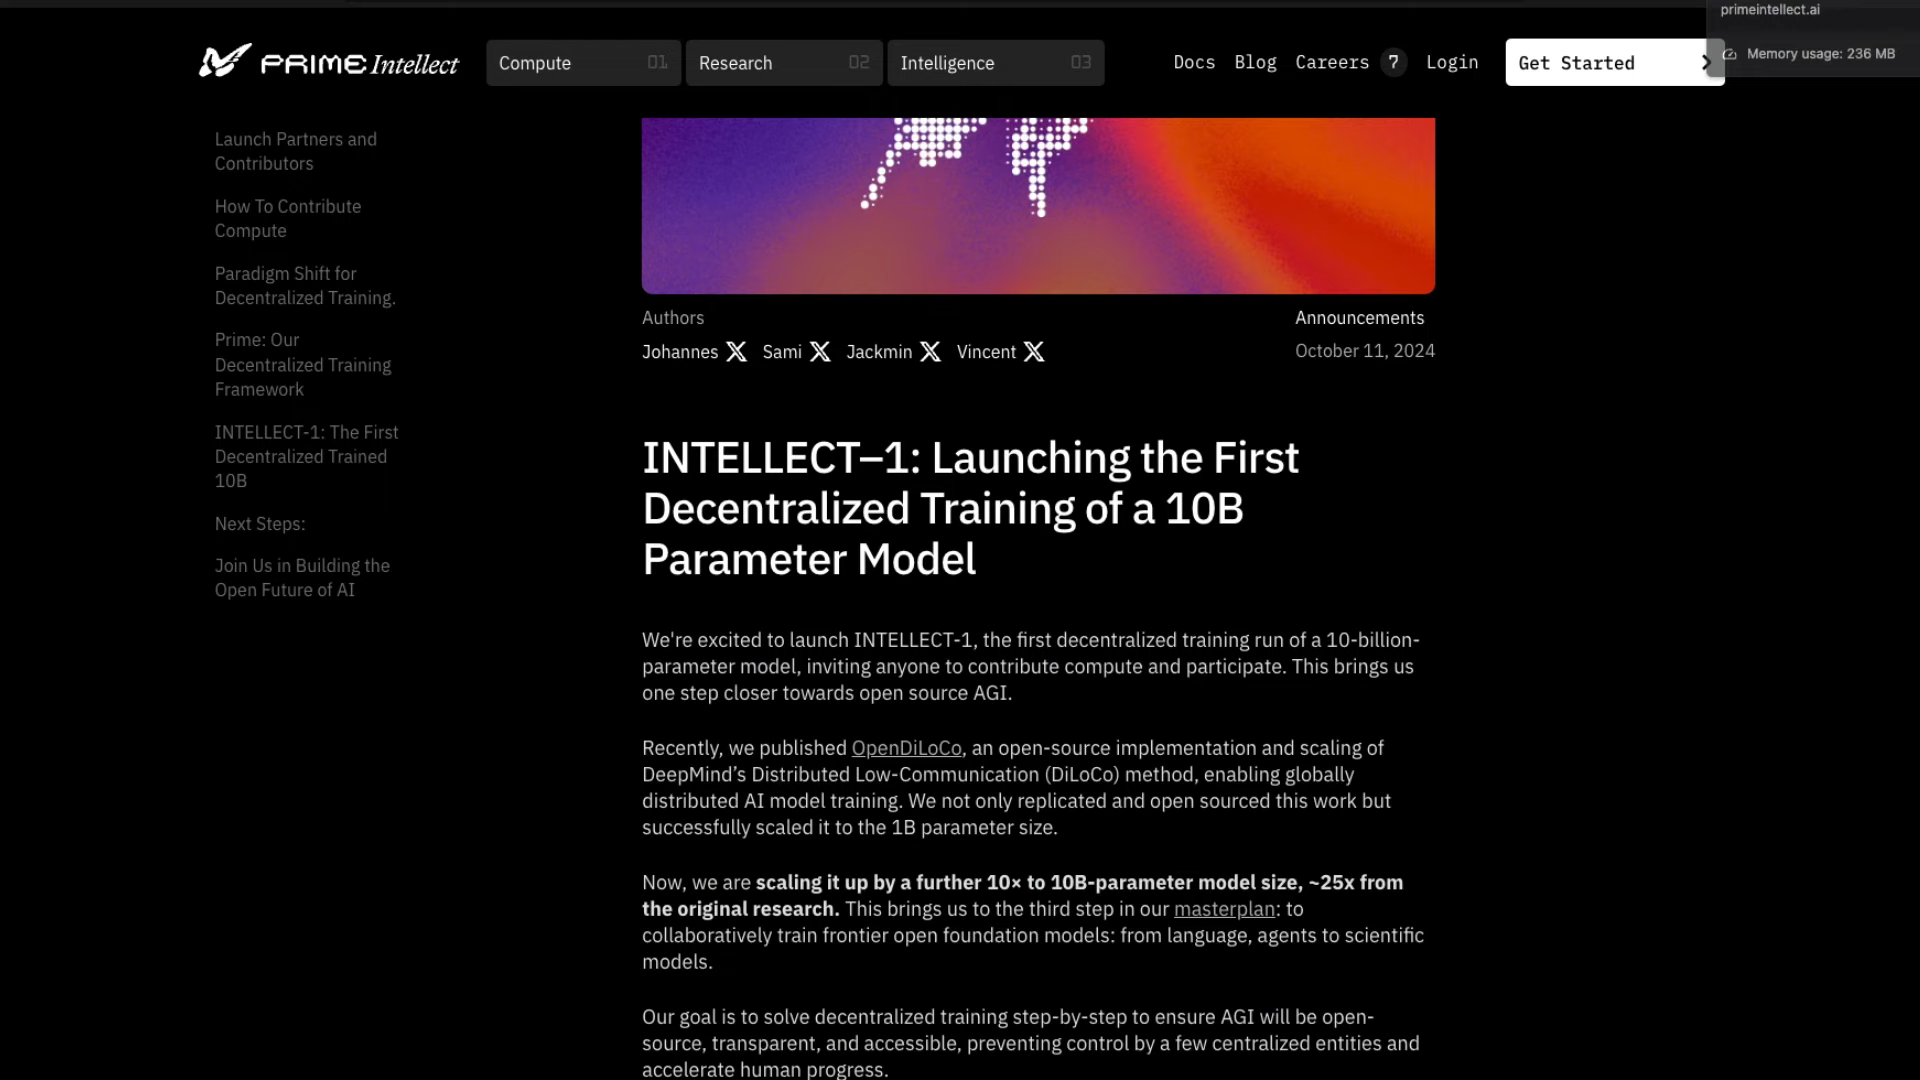 primeintellect.ai
Memory usage: 236 MB
PRIME Intellect
Compute 01
Research 02
Intelligence 03
Docs Blog Careers 7 Login
Get Started
Launch Partners and
Contributors
How To Contribute
Compute
Paradigm Shift for
Decentralized Training.
Prime: Our
Decentralized Training
Framework
INTELLECT-1: The First
Decentralized Trained
10B
Next Steps:
Join Us in Building the
Open Future of AI
Authors
Johannes X Sami X Jackmin X Vincent X
Announcements
October 11, 2024
INTELLECT–1: Launching the First
Decentralized Training of a 10B
Parameter Model
We're excited to launch INTELLECT-1, the first decentralized training run of a 10-billion-
parameter model, inviting anyone to contribute compute and participate. This brings us
one step closer towards open source AGI.
Recently, we published OpenDiLoCo, an open-source implementation and scaling of
DeepMind’s Distributed Low-Communication (DiLoCo) method, enabling globally
distributed AI model training. We not only replicated and open sourced this work but
successfully scaled it to the 1B parameter size.
Now, we are scaling it up by a further 10× to 10B-parameter model size, ~25x from
the original research. This brings us to the third step in our masterplan: to
collaboratively train frontier open foundation models: from language, agents to scientific
models.
Our goal is to solve decentralized training step-by-step to ensure AGI will be open-
source, transparent, and accessible, preventing control by a few centralized entities and
accelerate human progress.